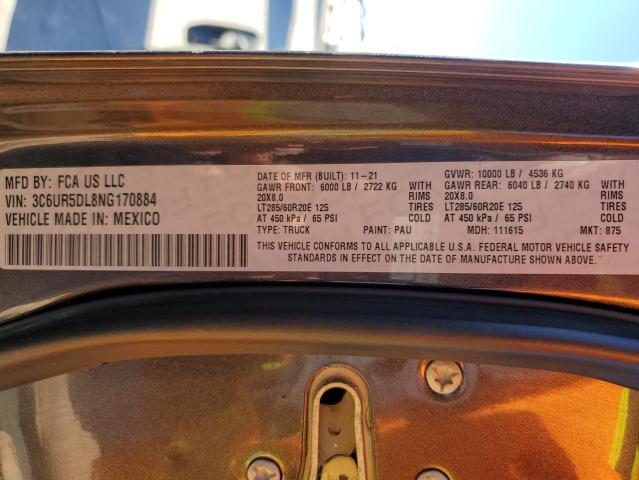 MFD BY: FCA US LLC
VIN: 3C6UR5DL8NG170884
VEHICLE MADE IN: MEXICO
DATE OF MFR (BUILT): 11-21 GVWR: 10000 LB / 4536 KG
GAWR FRONT: 6000 LB / 2722 KG WITH GAWR REAR: 6040 LB / 2740 KG WITH
20X8.0 RIMS 20X8.0 RIMS
LT285/60R20E 125 TIRES LT285/60R20E 125 TIRES
AT 450 kPa / 65 PSI COLD AT 450 kPa / 65 PSI COLD
TYPE: TRUCK PAINT: PAU MDH: 111615 MKT: 875
THIS VEHICLE CONFORMS TO ALL APPLICABLE U.S.A. FEDERAL MOTOR VEHICLE SAFETY
STANDARDS IN EFFECT ON THE DATE OF MANUFACTURE SHOWN ABOVE.